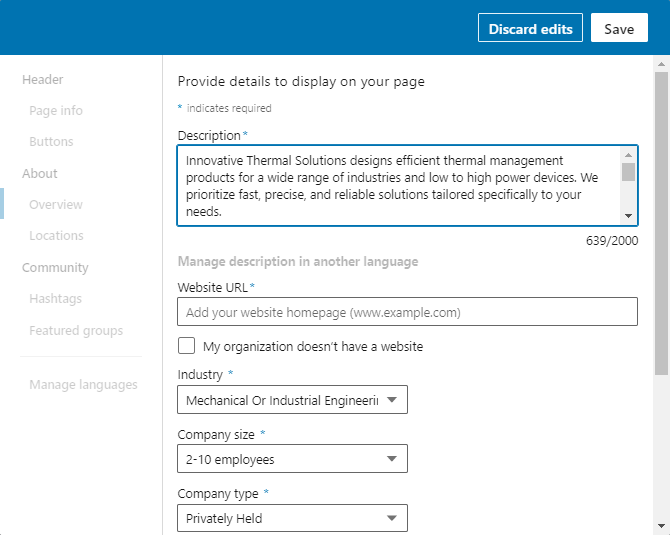 Discard edits
Save
Header
Page info
Buttons
About
Overview
Locations
Community
Hashtags
Featured groups
Manage languages
Provide details to display on your page
* indicates required
Description*
Innovative Thermal Solutions designs efficient thermal management
products for a wide range of industries and low to high power devices. We
prioritize fast, precise, and reliable solutions tailored specifically to your
needs.
639/2000
Manage description in another language
Website URL*
Add your website homepage (www.example.com)
My organization doesn't have a website
Industry *
Mechanical Or Industrial Engineerin
Company size *
2-10 employees
Company type *
Privately Held